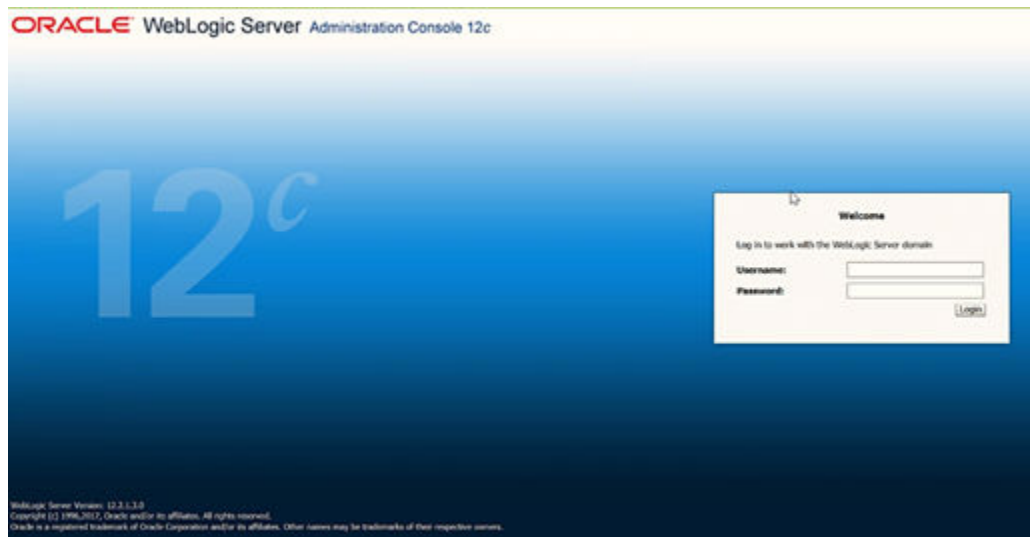 ORACLE WebLogic Server Administration Console 12c
12c
Welcome
Log in to work with the WebLogic Server domain
Username:
Password:
Login
WebLogic Server Version: 12.2.1.3.0
Copyright (c) 1996,2017, Oracle and/or its affiliates. All rights reserved.
Oracle is a registered trademark of Oracle Corporation and/or its affiliates. Other names may be trademarks of their respective owners.